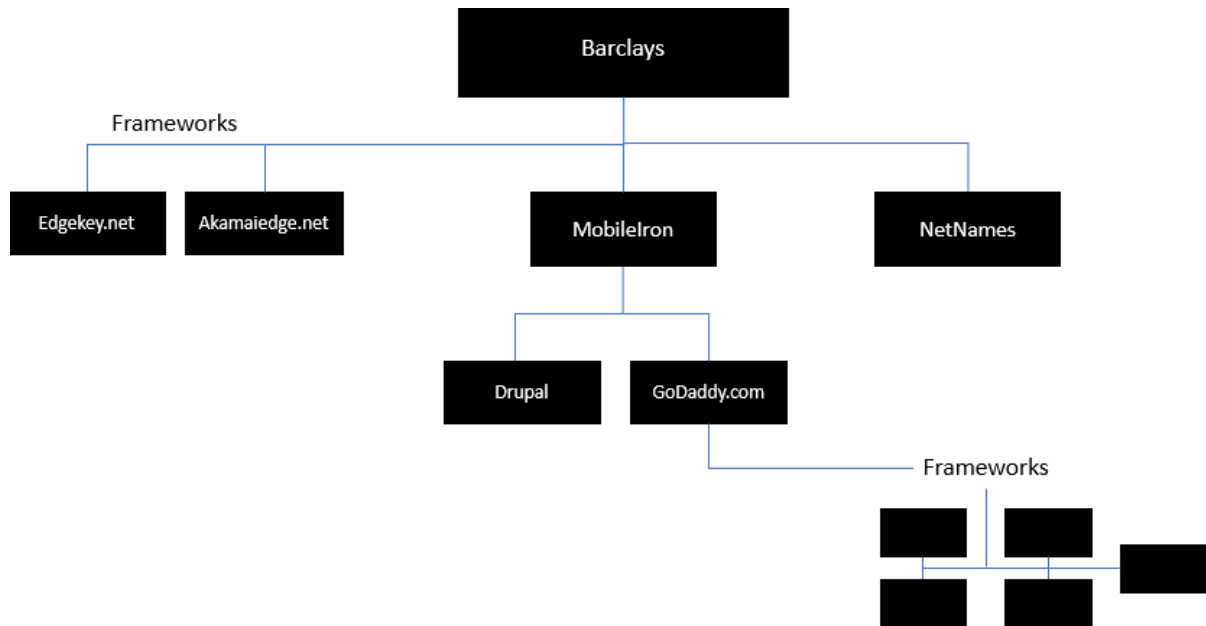 Barclays
Frameworks
Edgekey.net
Akamaiedge.net
MobileIron
NetNames
Drupal
GoDaddy.com
Frameworks